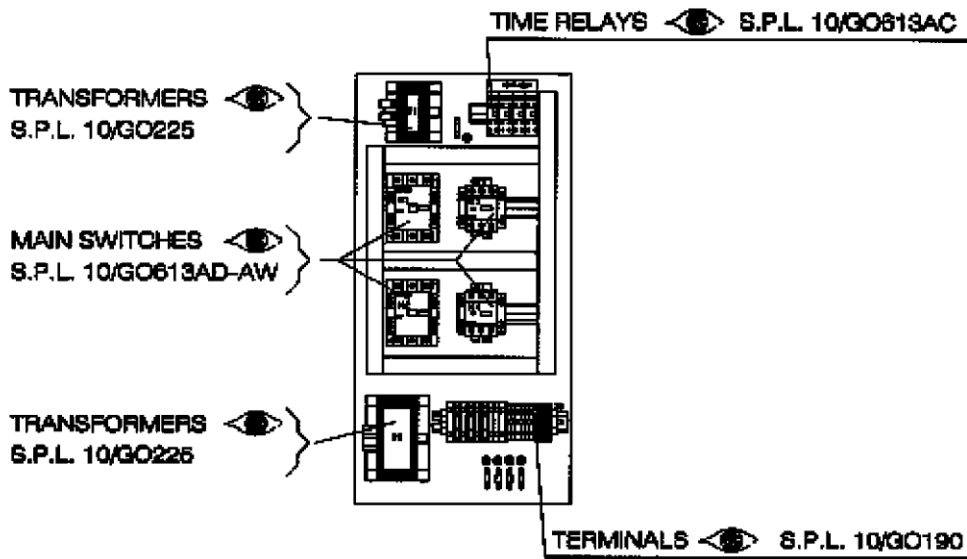 TIME RELAYS S.P.L. 10/GO613AC
TRANSFORMERS
S.P.L. 10/GO225
MAIN SWITCHES
S.P.L. 10/GO613AD-AW
TRANSFORMERS
S.P.L. 10/GO225
TERMINALS S.P.L. 10/GO190